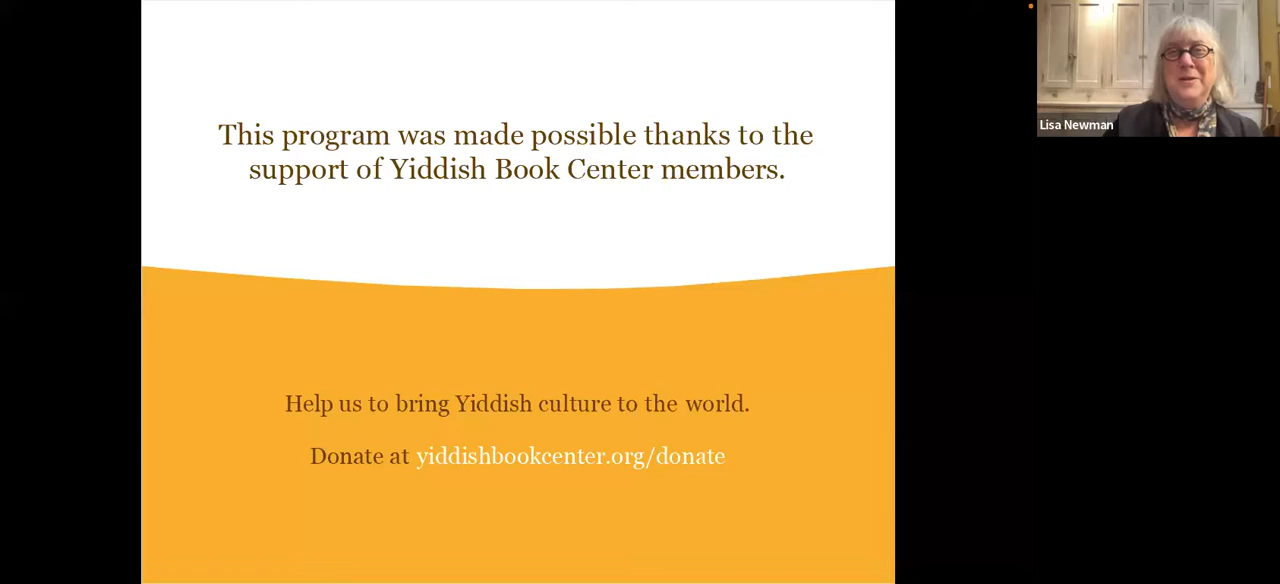 This program was made possible thanks to the
support of Yiddish Book Center members.
Help us to bring Yiddish culture to the world.
Donate at yiddishbookcenter.org/donate
Lisa Newman